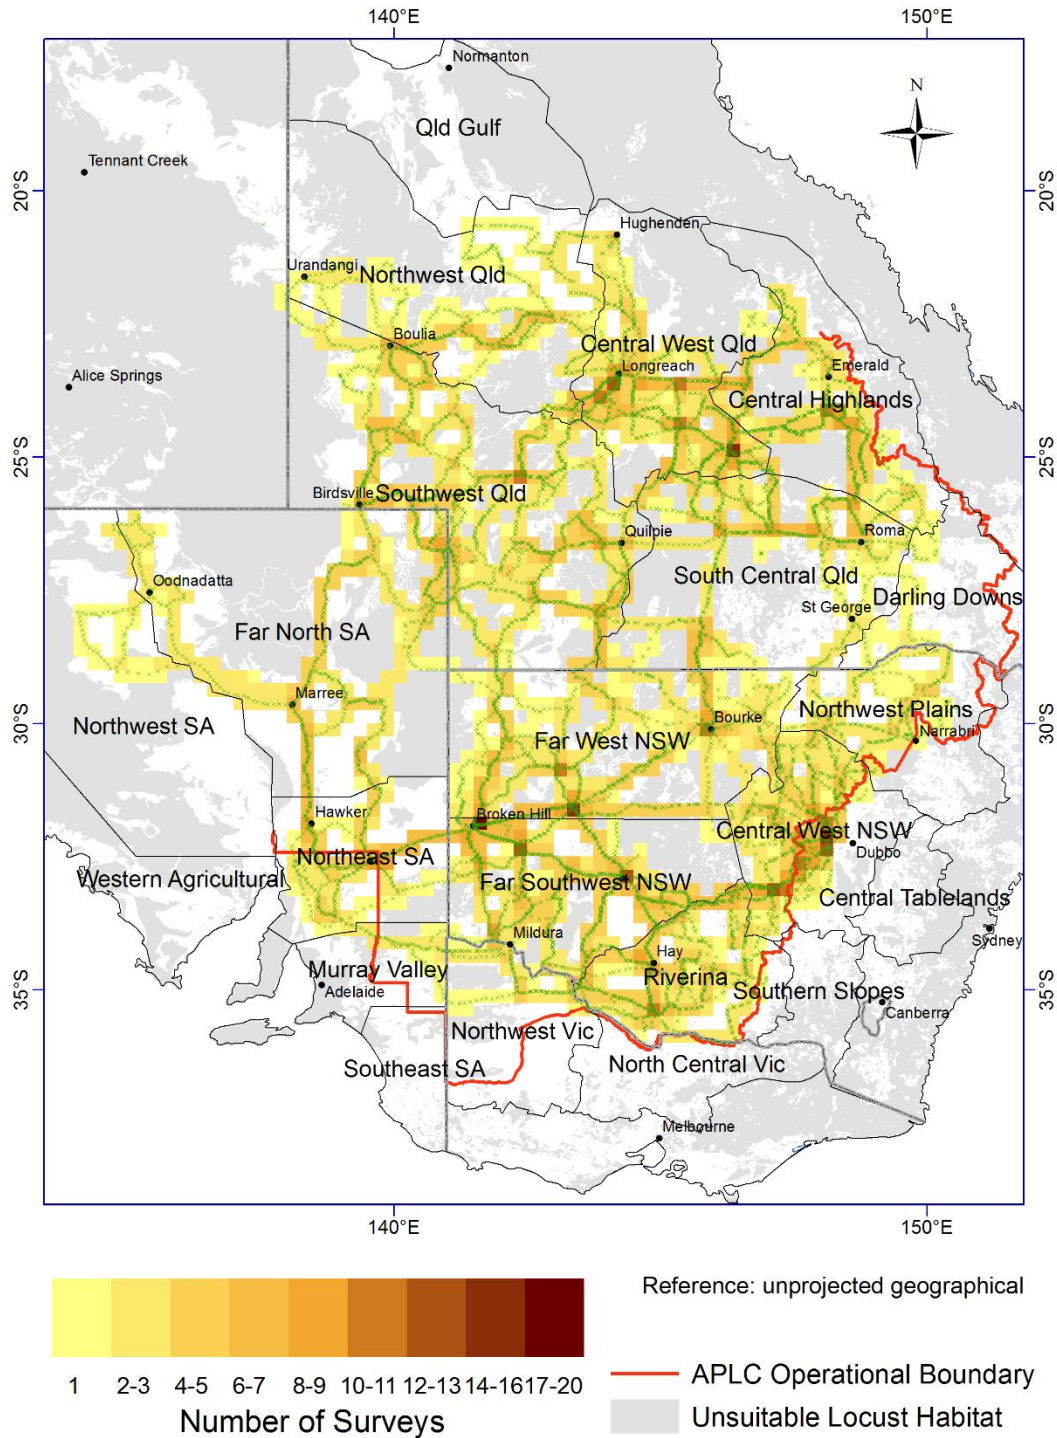 140°E
150°E
Normanton
N
Qld Gulf
Tennant Creek
20°S
20°S
Hughenden
Urandangi
Northwest Qld
Boulia
Central West Qld
Longreach
Emerald
Alice Springs
Central Highlands
25°S
25°S
Birdsville
Southwest Qld
Quilpie
Roma
Oodnadatta
South Central Qld
Darling Downs
St George
Far North SA
Marree
Northwest SA
Northwest Plains
30°S
30°S
Bourke
Far West NSW
Narrabri
Hawker
Broken Hill
Central West NSW
Northeast SA
Dubbo
Western Agricultural
Far Southwest NSW
Central Tablelands
Mildura
Sydney
Hay
Murray Valley
Riverina
35°S
35°S
Adelaide
Southern Slopes
Canberra
Northwest Vic
Southeast SA
North Central Vic
Melbourne
140°E
150°E
Reference: unprojected geographical
1 2-3 4-5 6-7 8-9 10-11 12-13 14-16 17-20
Number of Surveys
APLC Operational Boundary
Unsuitable Locust Habitat